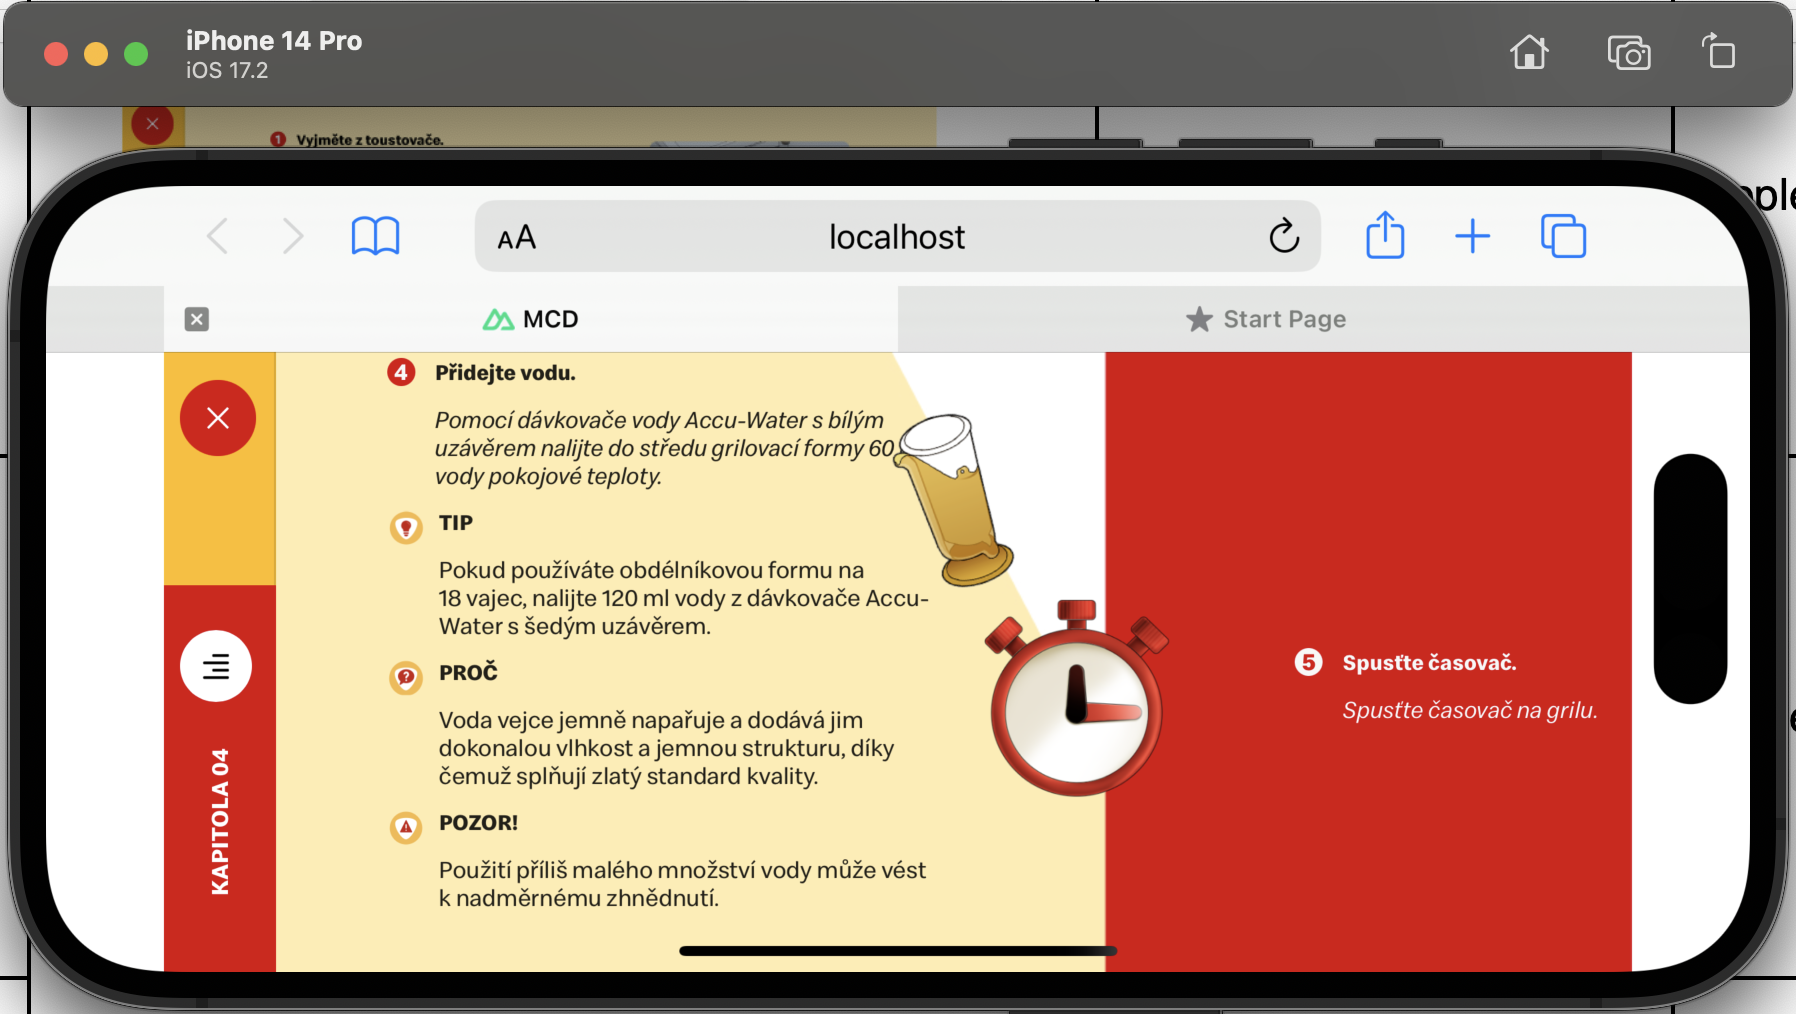 iPhone 14 Pro
iOS 17.2
1 Vyjměte z toustovače.
AA
localhost
MCD
Start Page
4 Přidejte vodu.
Pomocí dávkovače vody Accu-Water s bílým
uzávěrem nalijte do středu grilovací formy 60
vody pokojové teploty.
TIP
Pokud používáte obdélníkovou formu na
18 vajec, nalijte 120 ml vody z dávkovače Accu-
Water s šedým uzávěrem.
PROČ
Voda vejce jemně napařuje a dodává jim
dokonalou vlhkost a jemnou strukturu, díky
čemuž splňují zlatý standard kvality.
POZOR!
Použití příliš malého množství vody může vést
k nadměrnému zhnědnutí.
5 Spusťte časovač.
Spusťte časovač na grilu.
KAPITOLA 04